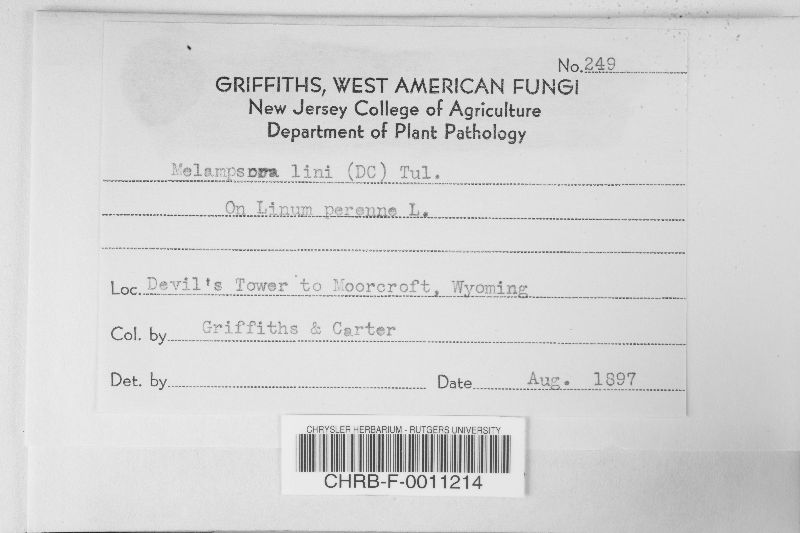 No. 249
GRIFFITHS, WEST AMERICAN FUNGI
New Jersey College of Agriculture
Department of Plant Pathology
Melampsora lini (DC) Tul.
On Linum perenne L.
Loc. Devil's Tower to Moorcroft, Wyoming
Col. by Griffiths & Carter
Det. by
Date Aug. 1897
CHRYSLER HERBARIUM - RUTGERS UNIVERSITY
CHRB-F-0011214